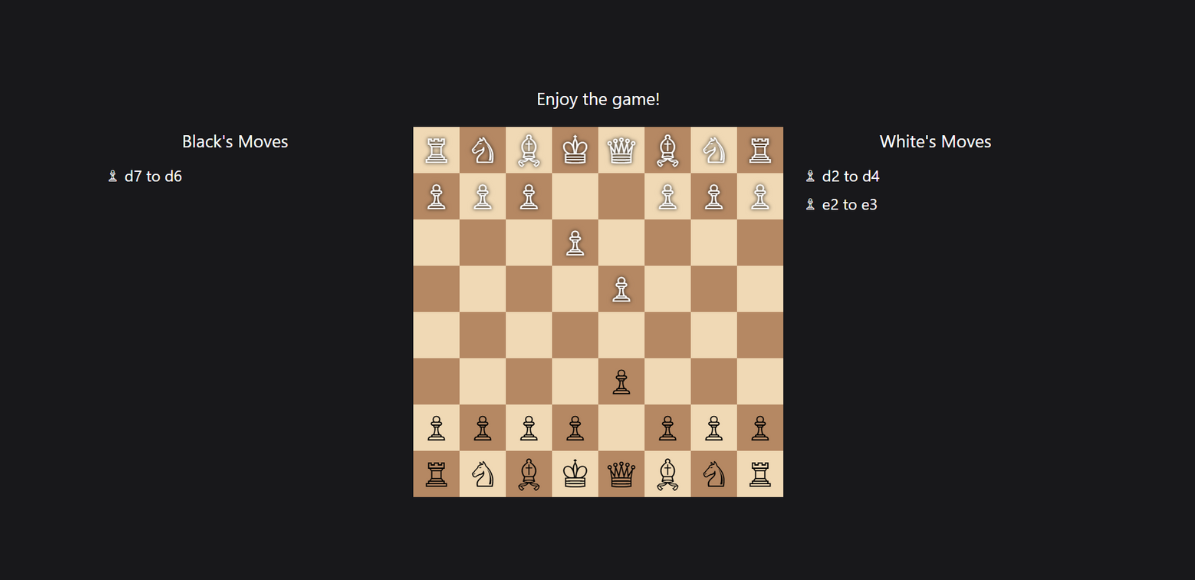 Enjoy the game!
Black's Moves
d7 to d6
White's Moves
d2 to d4
e2 to e3